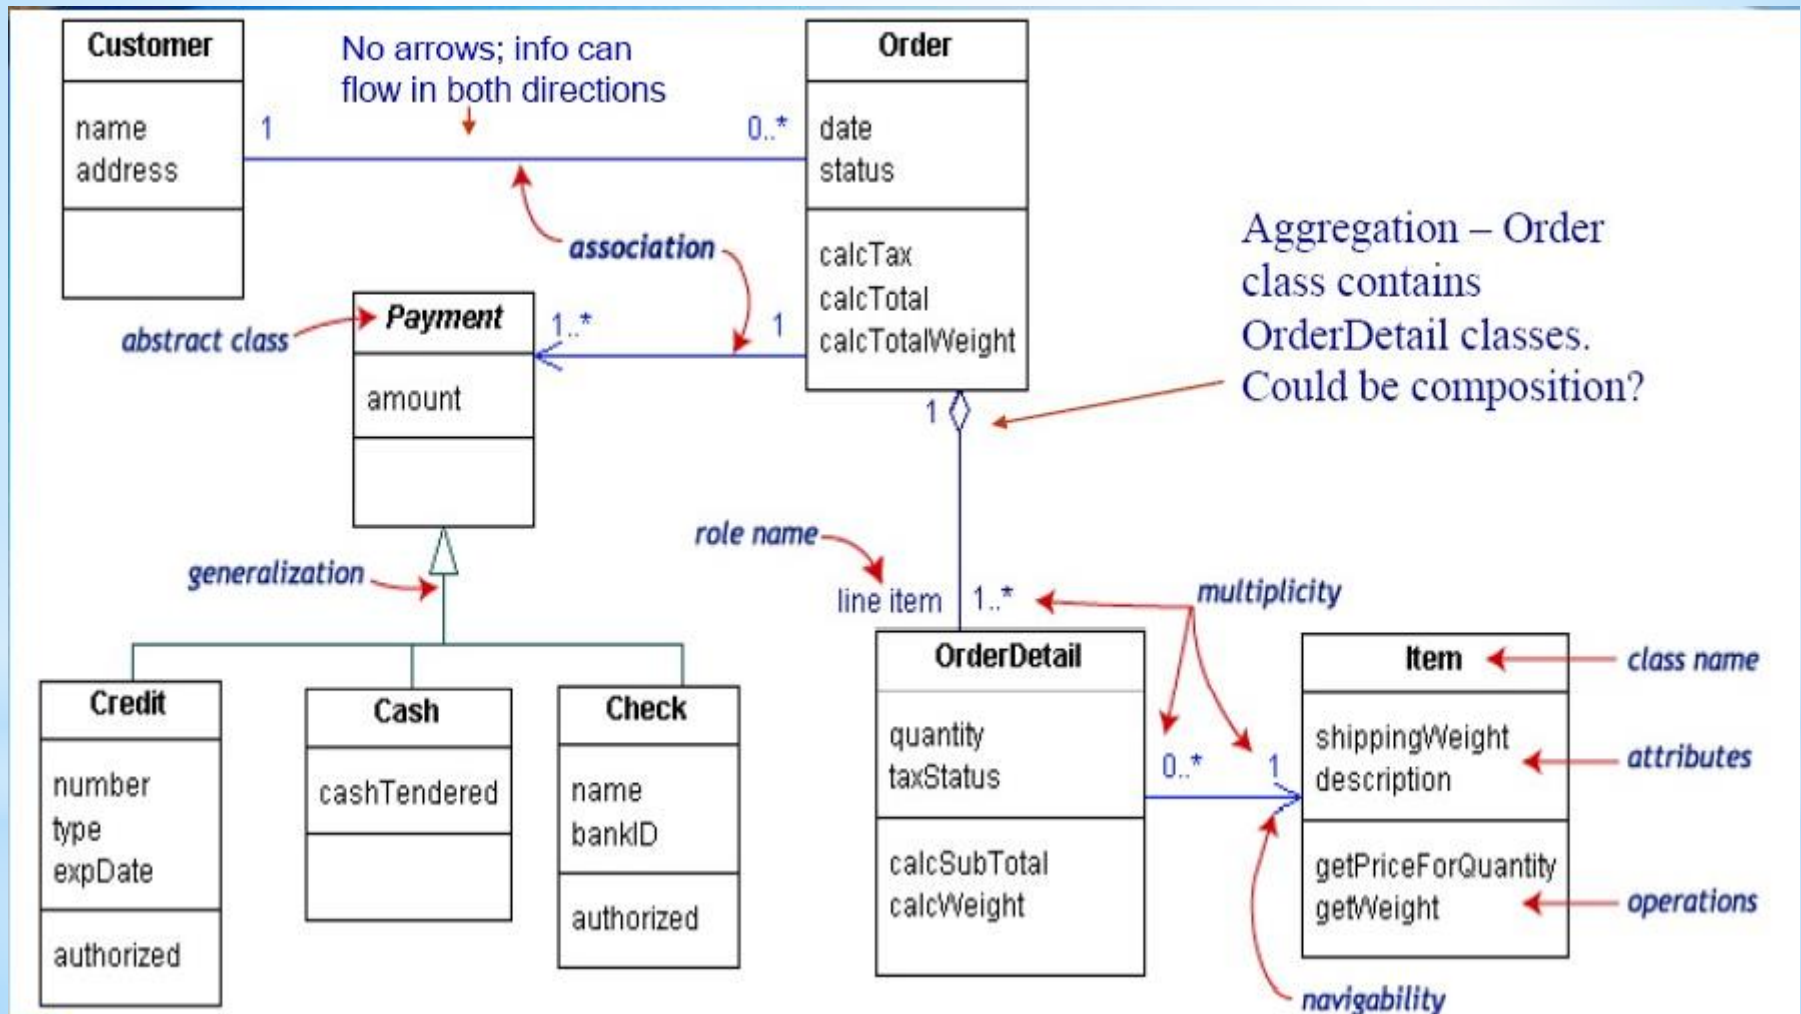 Customer
name
address
No arrows; info can
flow in both directions
1
0..*
association
Order
date
status
calcTax
calcTotal
calcTotalWeight
Aggregation – Order
class contains
OrderDetail classes.
Could be composition?
abstract class
Payment
amount
1..*
1
1
generalization
role name
line item
1..*
multiplicity
Credit
number
type
expDate
authorized
Cash
cashTendered
Check
name
bankID
authorized
OrderDetail
quantity
taxStatus
calcSubTotal
calcWeight
0..*
1
Item
shippingWeight
description
getPriceForQuantity
getWeight
class name
attributes
operations
navigability